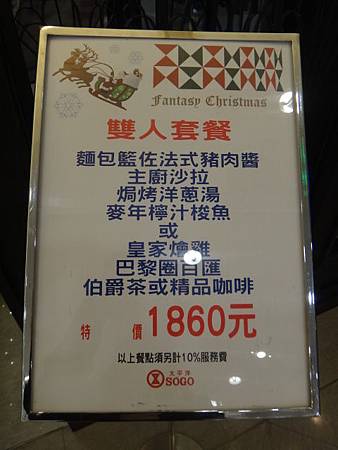 Fantasy Christmas
雙人套餐
麵包籃佐法式豬肉醬
主廚沙拉
焗烤洋蔥湯
麥年檸汁梭魚
或
皇家燴雞
巴黎圈百匯
伯爵茶或精品咖啡
特 價 1860元
以上餐點須另計10%服務費
太平洋
SOGO